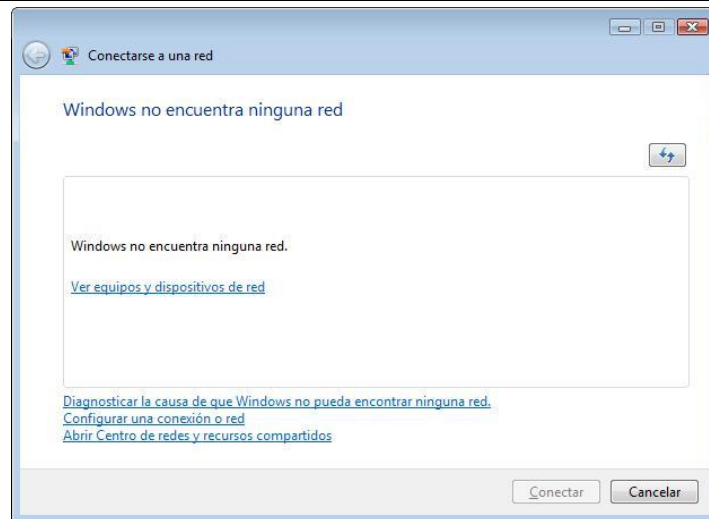 Conectarse a una red
Windows no encuentra ninguna red
Windows no encuentra ninguna red.
Ver equipos y dispositivos de red
Diagnosticar la causa de que Windows no pueda encontrar ninguna red.
Configurar una conexión o red
Abrir Centro de redes y recursos compartidos
Conectar Cancelar